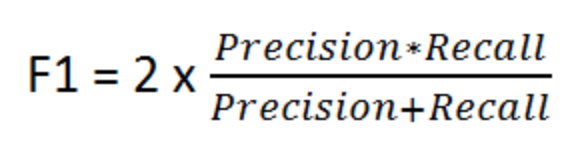 F1 = 2 x Precision*Recall
Precision+Recall